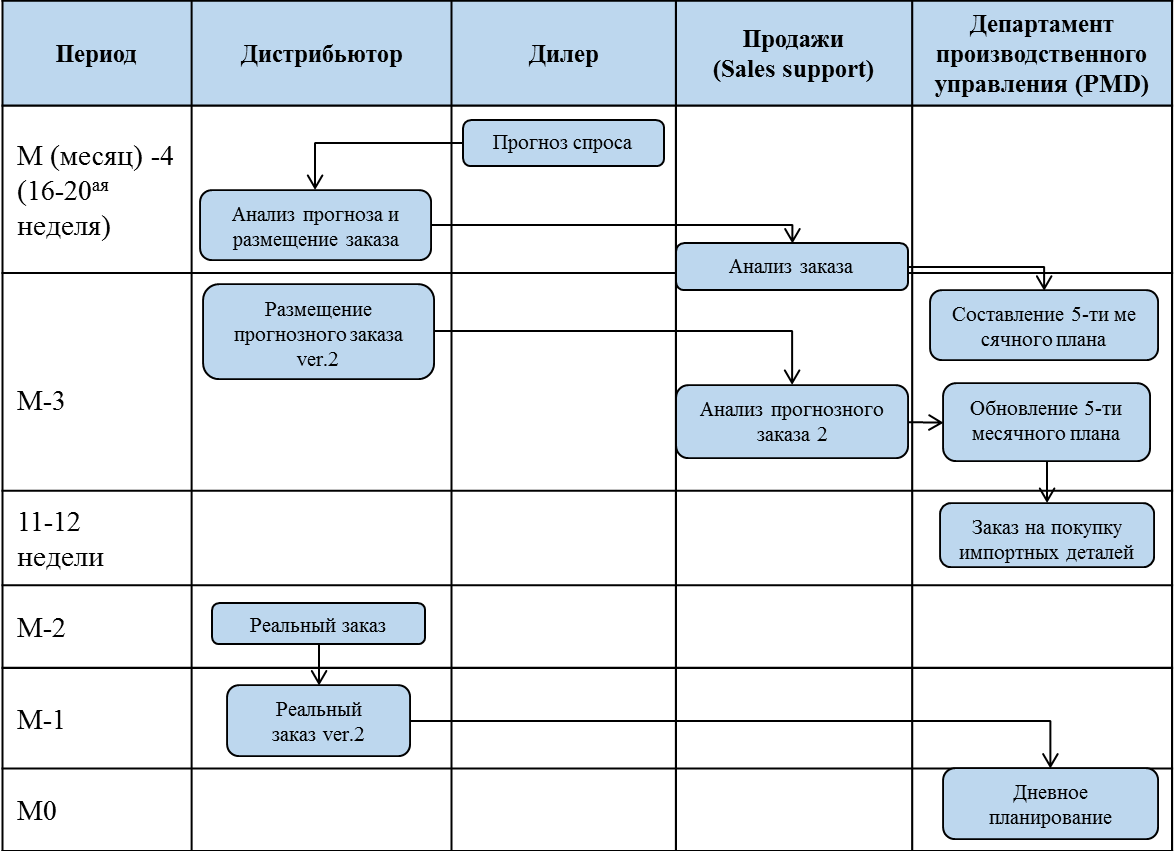 Период
Дистрибьютор
Дилер
Продажи
(Sales support)
Департамент
производственного
управления (PMD)
М (месяц) -4
(16-20ая
неделя)
Прогноз спроса
Анализ прогноза и
размещение заказа
Анализ заказа
Составление 5-ти ме
сячного плана
М-3
Размещение
прогнозного заказа
ver.2
Анализ прогнозного
заказа 2
Обновление 5-ти
месячного плана
11-12
недели
Заказ на покупку
импортных деталей
М-2
Реальный заказ
М-1
Реальный
заказ ver.2
М0
Дневное
планирование